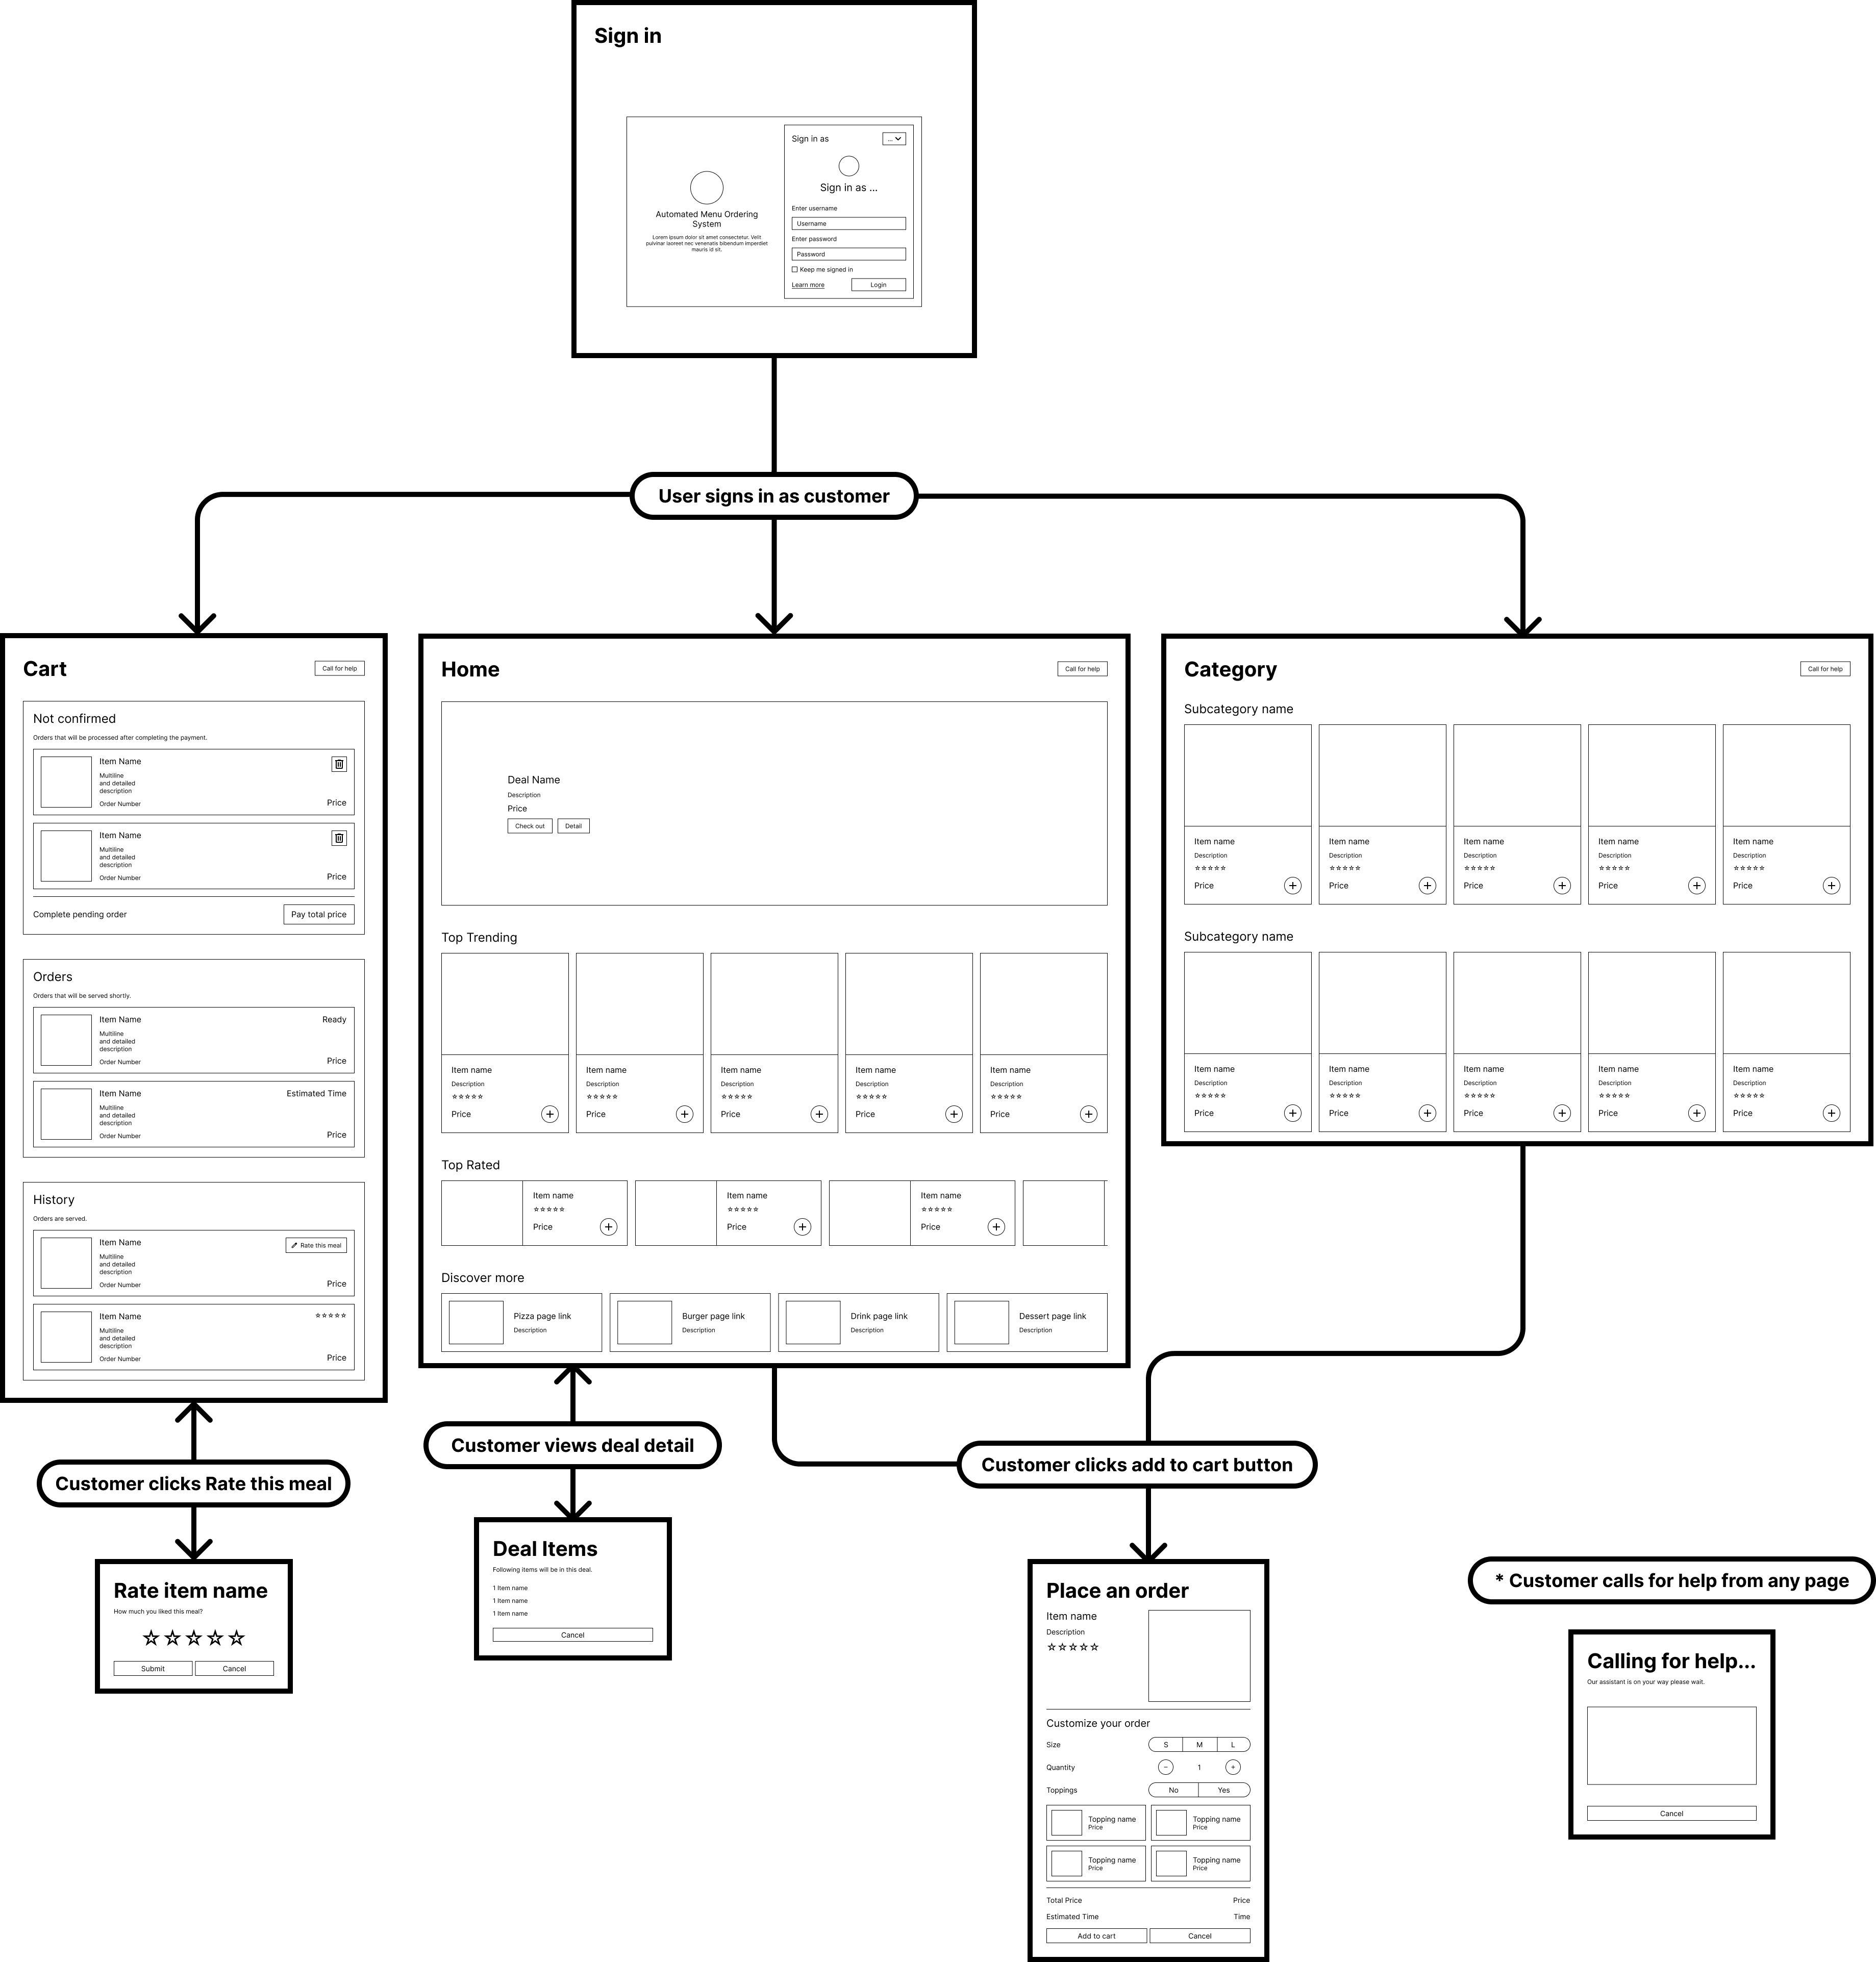 Sign in
Automated Menu Ordering
System
Lorem ipsum dolor sit amet consectetur. Velit
pulvinar laoreet nec venenatis bibendum imperdiet
mauris id sit.
Sign in as
...
Sign in as ...
Enter username
Username
Enter password
Password
Keep me signed in
Learn more
Login
User signs in as customer
Cart
Call for help
Not confirmed
Orders that will be processed after completing the payment.
Item Name
Multiline
and detailed
description
Order Number
Price
Item Name
Multiline
and detailed
description
Order Number
Price
Complete pending order
Pay total price
Orders
Orders that will be served shortly.
Item Name
Ready
Multiline
and detailed
description
Order Number
Price
Item Name
Estimated Time
Multiline
and detailed
description
Order Number
Price
History
Orders are served.
Item Name
Rate this meal
Multiline
and detailed
description
Order Number
Price
Item Name
Multiline
and detailed
description
Order Number
Price
Home
Call for help
Deal Name
Description
Price
Check out
Detail
Top Trending
Item name
Description
Price
Item name
Description
Price
Item name
Description
Price
Item name
Description
Price
Item name
Description
Price
Top Rated
Item name
Price
Item name
Price
Item name
Price
Discover more
Pizza page link
Description
Burger page link
Description
Drink page link
Description
Dessert page link
Description
Category
Call for help
Subcategory name
Item name
Description
Price
Item name
Description
Price
Item name
Description
Price
Item name
Description
Price
Item name
Description
Price
Subcategory name
Item name
Description
Price
Item name
Description
Price
Item name
Description
Price
Item name
Description
Price
Item name
Description
Price
Customer clicks Rate this meal
Customer views deal detail
Customer clicks add to cart button
* Customer calls for help from any page
Rate item name
How much you liked this meal?
Submit
Cancel
Deal Items
Following items will be in this deal.
1 Item name
1 Item name
1 Item name
Cancel
Place an order
Item name
Description
Customize your order
Size
S
M
L
Quantity
1
Toppings
No
Yes
Topping name
Price
Topping name
Price
Topping name
Price
Topping name
Price
Total Price
Price
Estimated Time
Time
Add to cart
Cancel
Calling for help...
Our assistant is on your way please wait.
Cancel